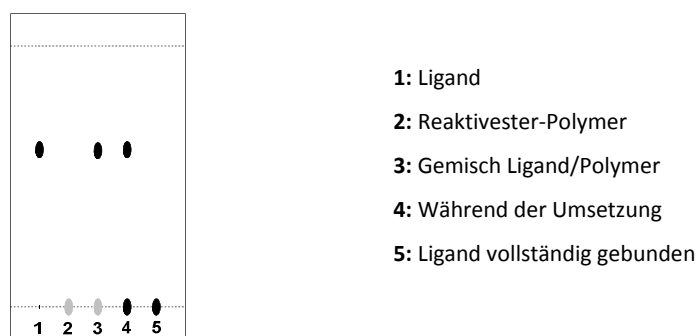 1: Ligand
2: Reaktivester-Polymer
3: Gemisch Ligand/Polymer
4: Während der Umsetzung
5: Ligand vollständig gebunden
1 2 3 4 5